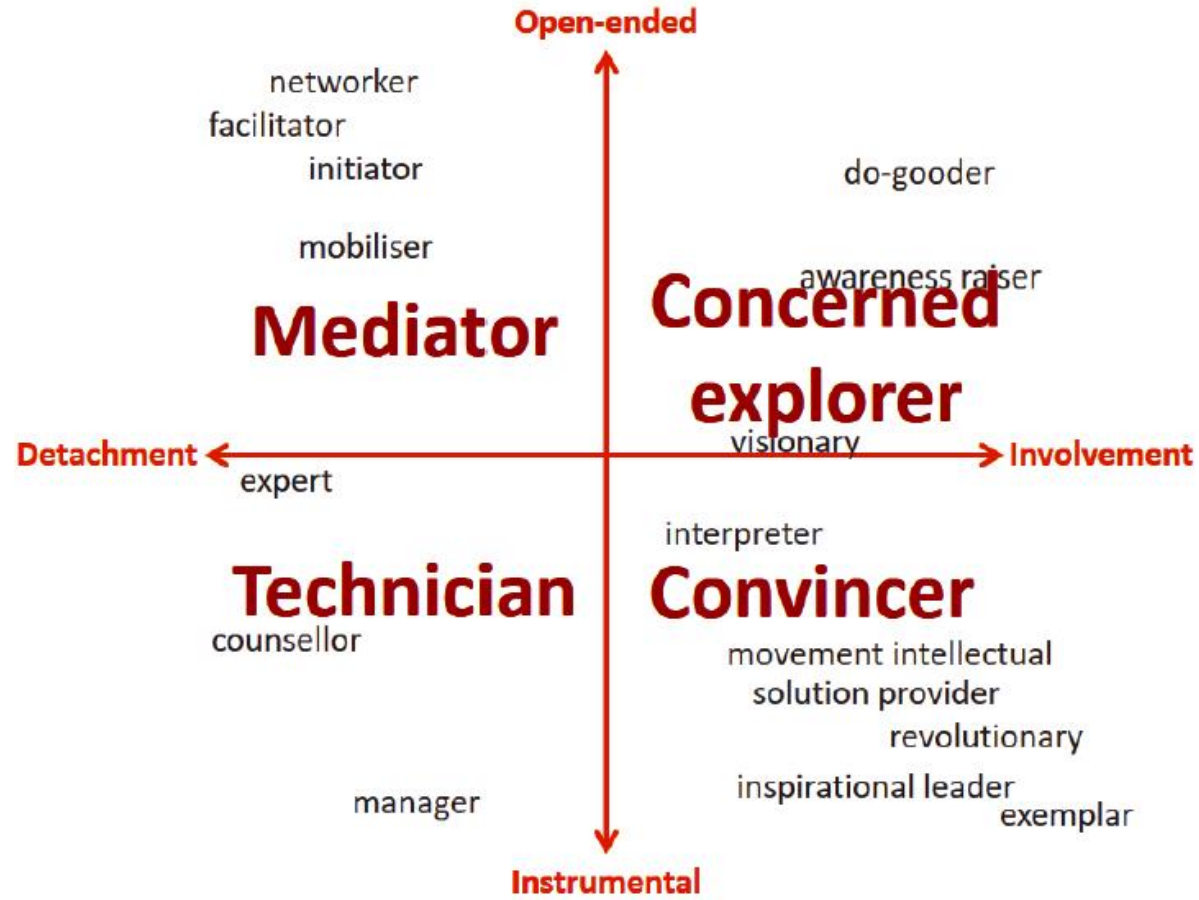 Open-ended
networker
facilitator
initiator
do-gooder
mobiliser
awareness raiser
Mediator
Concerned
explorer
visionary
Detachment
Involvement
expert
interpreter
Technician
Convincer
counsellor
movement intellectual
solution provider
revolutionary
inspirational leader
manager
exemplar
Instrumental